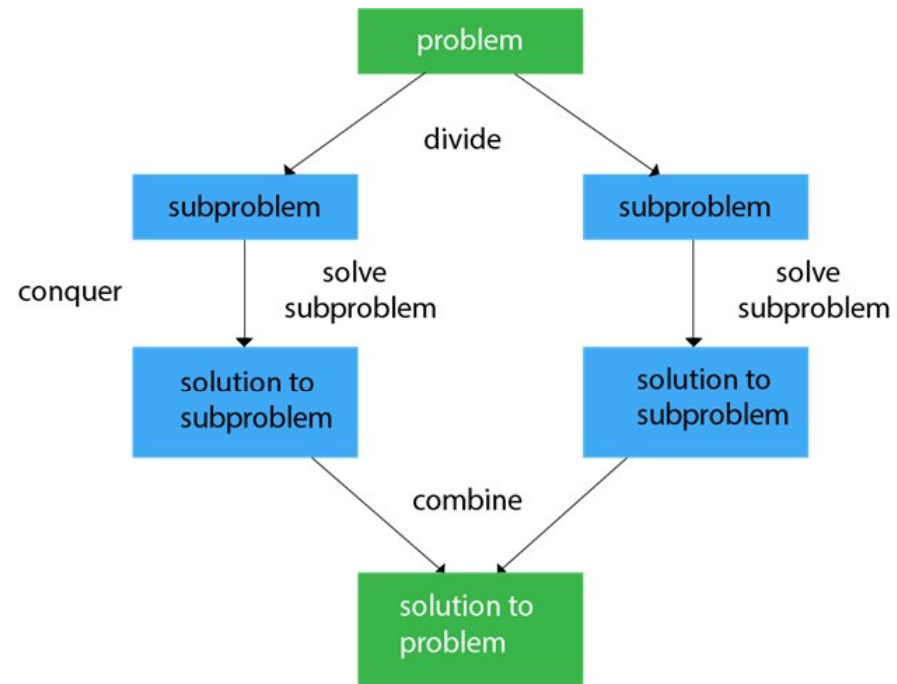 problem
divide
subproblem
subproblem
conquer
solve
subproblem
solve
subproblem
solution to
subproblem
solution to
subproblem
combine
solution to
problem